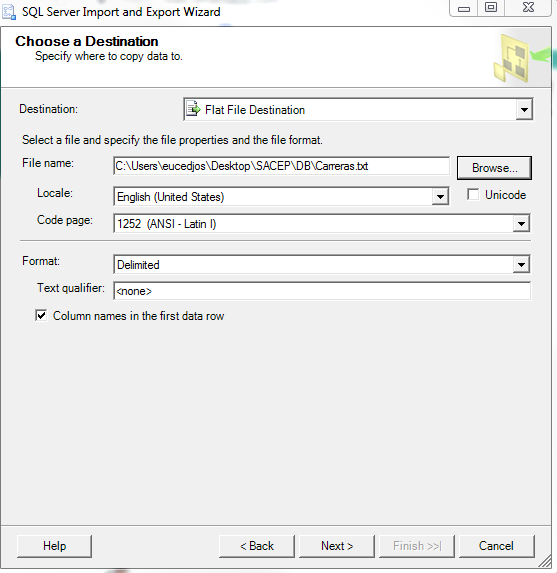 SQL Server Import and Export Wizard
Choose a Destination
Specify where to copy data to.
Destination: Flat File Destination
Select a file and specify the file properties and the file format.
File name: C:\Users\eucedjos\Desktop\SACEP\DB\Carreras.txt Browse...
Locale: English (United States) Unicode
Code page: 1252 (ANSI - Latin I)
Format: Delimited
Text qualifier: <none>
Column names in the first data row
Help < Back Next > Finish >>| Cancel